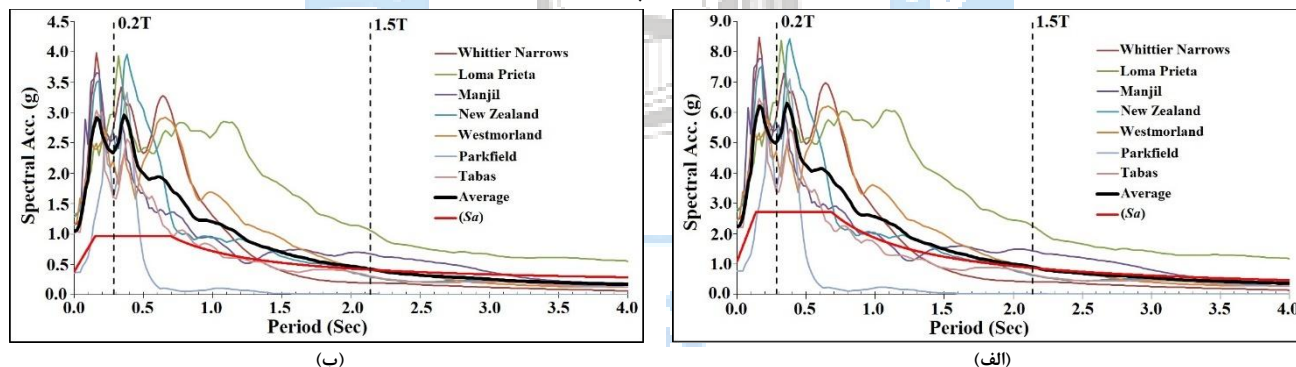 0.2T
1.5T
Spectral Acc. (g)
4.5
4.0
3.5
3.0
2.5
2.0
1.5
1.0
0.5
0.0
Whittier Narrows
Loma Prieta
Manjil
New Zealand
Westmorland
Parkfield
Tabas
Average
(Sa)
0.0 0.5 1.0 1.5 2.0 2.5 3.0 3.5 4.0
Period (Sec)
(ب)
0.2T
1.5T
Spectral Acc. (g)
9.0
8.0
7.0
6.0
5.0
4.0
3.0
2.0
1.0
0.0
Whittier Narrows
Loma Prieta
Manjil
New Zealand
Westmorland
Parkfield
Tabas
Average
(Sa)
0.0 0.5 1.0 1.5 2.0 2.5 3.0 3.5 4.0
Period (Sec)
(الف)